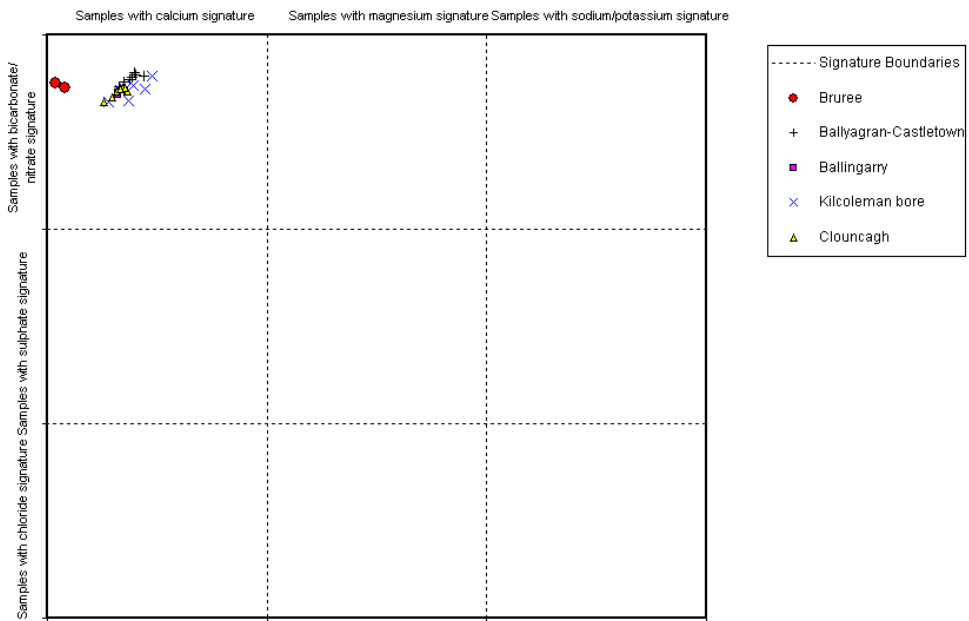 Samples with calcium signature
Samples with magnesium signature
Samples with sodium/potassium signature
Samples with bicarbonate/
nitrate signature
Samples with sulphate signature
Samples with chloride signature
Signature Boundaries
Bruree
Ballyagran-Castletown
Ballingarry
Kilcoleman bore
Clouncagh